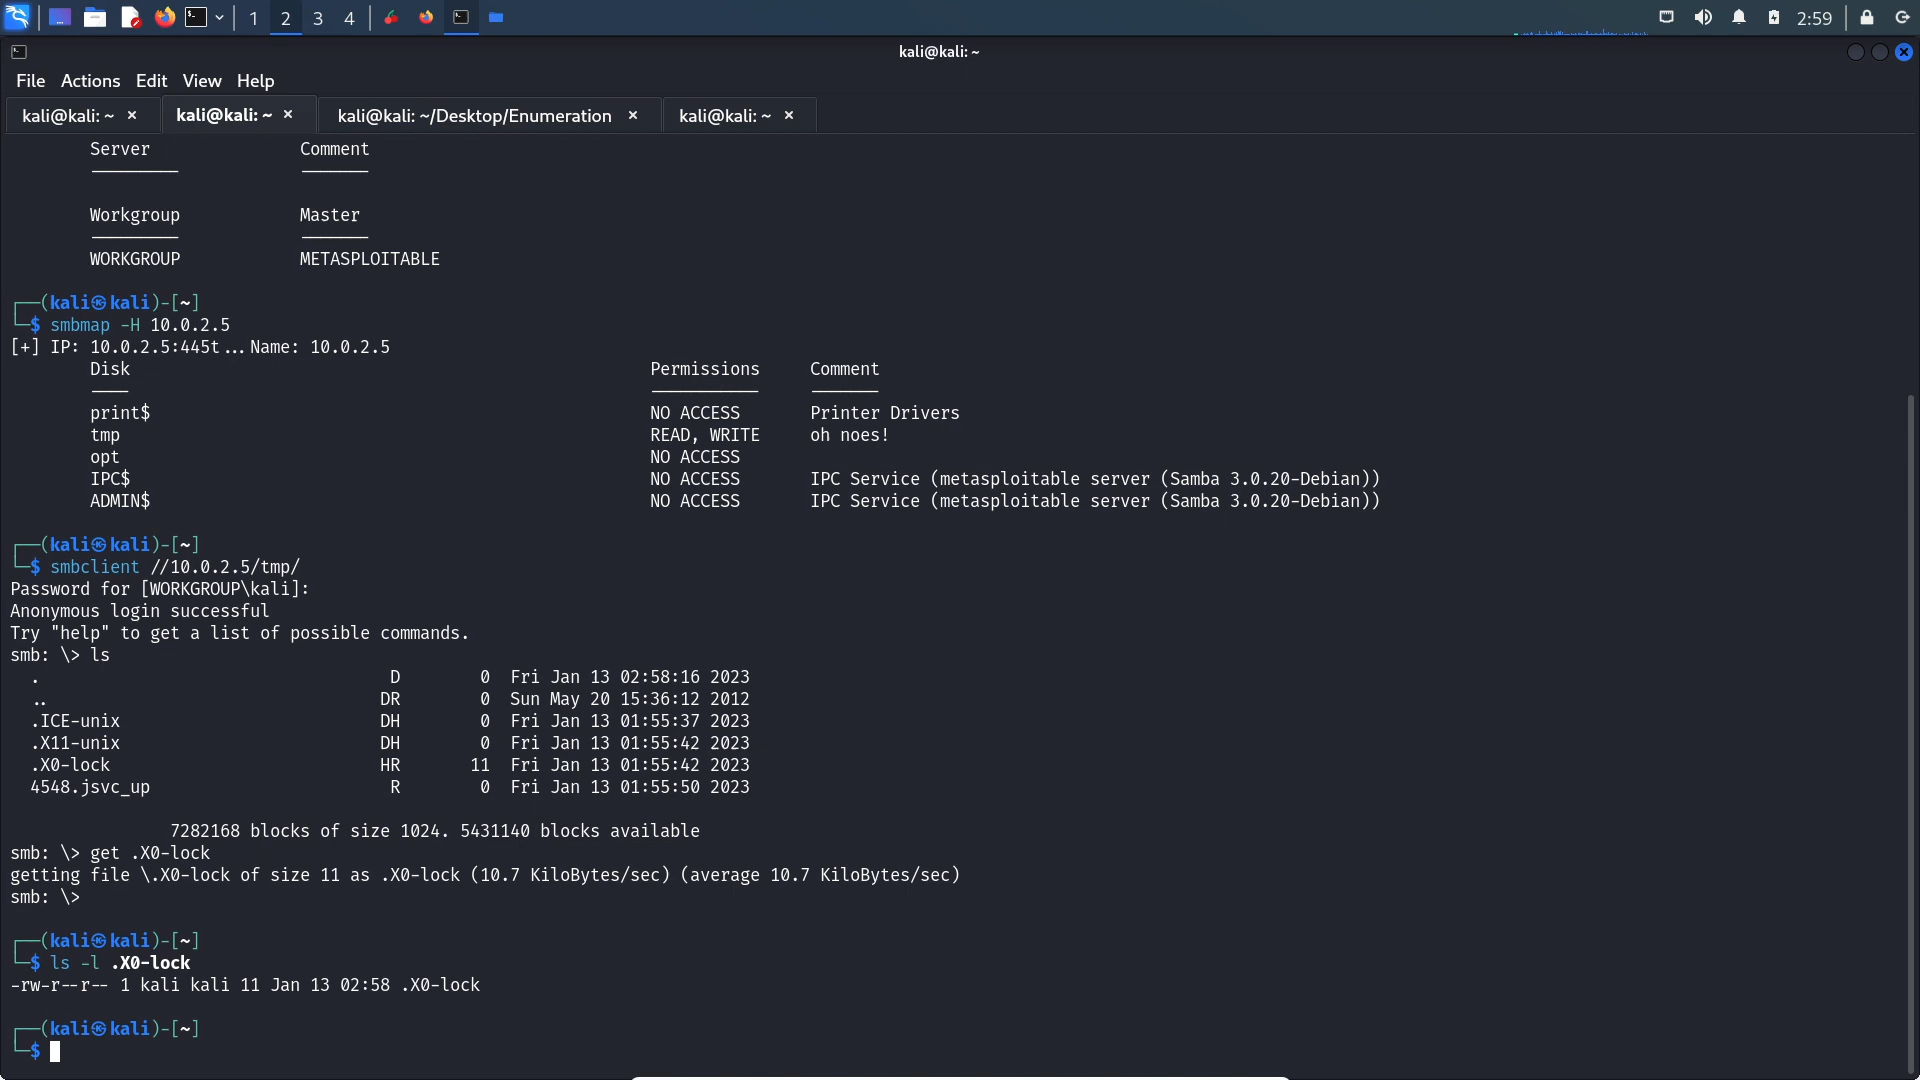 1 2 3 4 2:59
kali@kali: ~
File Actions Edit View Help
kali@kali: ~ × kali@kali: ~ × kali@kali: ~/Desktop/Enumeration × kali@kali: ~ ×
Server Comment
Workgroup Master
WORKGROUP METASPLOITABLE
┌──(kali㉿kali)-[~]
└─$ smbmap -H 10.0.2.5
[+] IP: 10.0.2.5:445t... Name: 10.0.2.5
Disk Permissions Comment
---- ----------- -------
print$ NO ACCESS Printer Drivers
tmp READ, WRITE oh noes!
opt NO ACCESS
IPC$ NO ACCESS IPC Service (metasploitable server (Samba 3.0.20-Debian))
ADMIN$ NO ACCESS IPC Service (metasploitable server (Samba 3.0.20-Debian))
┌──(kali㉿kali)-[~]
└─$ smbclient //10.0.2.5/tmp/
Password for [WORKGROUP\kali]:
Anonymous login successful
Try "help" to get a list of possible commands.
smb: \> ls
. D 0 Fri Jan 13 02:58:16 2023
.. DR 0 Sun May 20 15:36:12 2012
.ICE-unix DH 0 Fri Jan 13 01:55:37 2023
.X11-unix DH 0 Fri Jan 13 01:55:42 2023
.X0-lock HR 11 Fri Jan 13 01:55:42 2023
4548.jsvc_up R 0 Fri Jan 13 01:55:50 2023
7282168 blocks of size 1024. 5431140 blocks available
smb: \> get .X0-lock
getting file \.X0-lock of size 11 as .X0-lock (10.7 KiloBytes/sec) (average 10.7 KiloBytes/sec)
smb: \>
┌──(kali㉿kali)-[~]
└─$ ls -l .X0-lock
-rw-r--r-- 1 kali kali 11 Jan 13 02:58 .X0-lock
┌──(kali㉿kali)-[~]
└─$